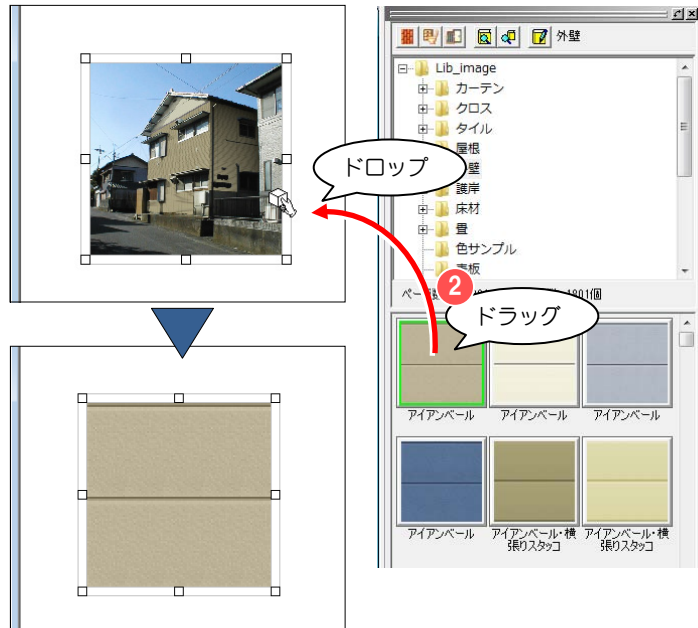 外壁
Lib_image
カーテン
クロス
タイル
屋根
壁
護岸
床材
畳
色サンプル
ドロップ
2
ドラッグ
アイアンベール
アイアンベール
アイアンベール
アイアンベール
アイアンベール・横
張りスタッコ
アイアンベール・横
張りスタッコ